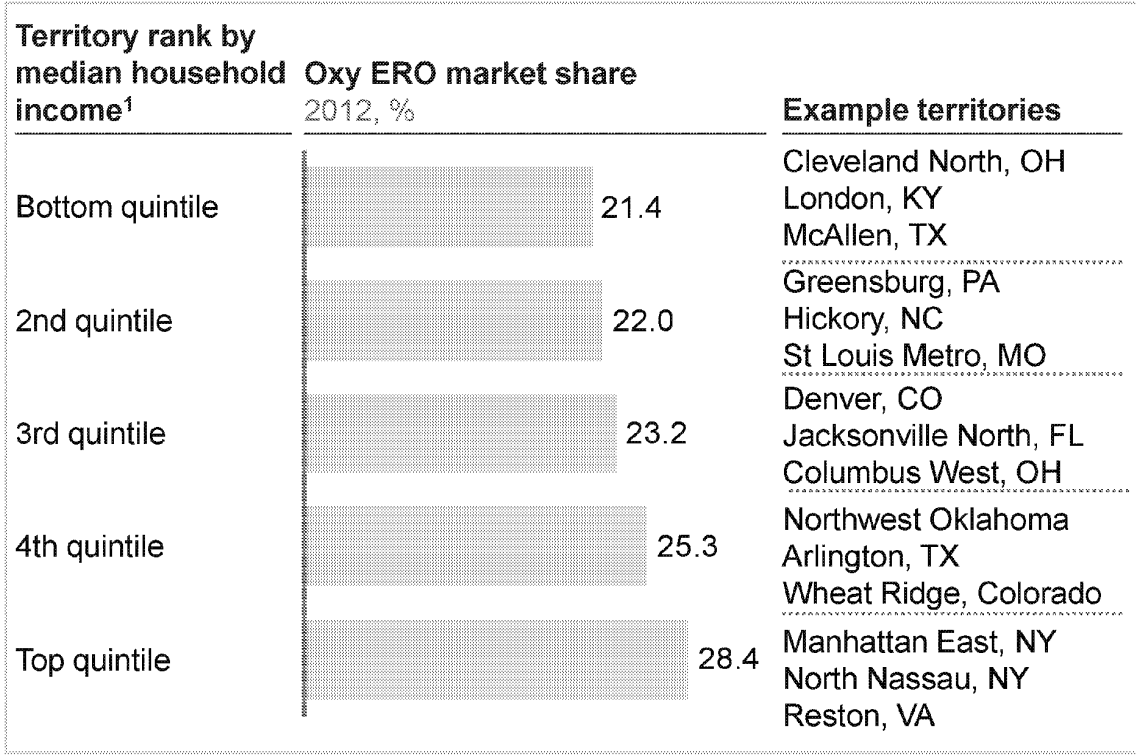 Territory rank by
median household
income¹
Oxy ERO market share
2012, %
Example territories
Bottom quintile
21.4
Cleveland North, OH
London, KY
McAllen, TX
2nd quintile
22.0
Greensburg, PA
Hickory, NC
St Louis Metro, MO
3rd quintile
23.2
Denver, CO
Jacksonville North, FL
Columbus West, OH
4th quintile
25.3
Northwest Oklahoma
Arlington, TX
Wheat Ridge, Colorado
Top quintile
28.4
Manhattan East, NY
North Nassau, NY
Reston, VA